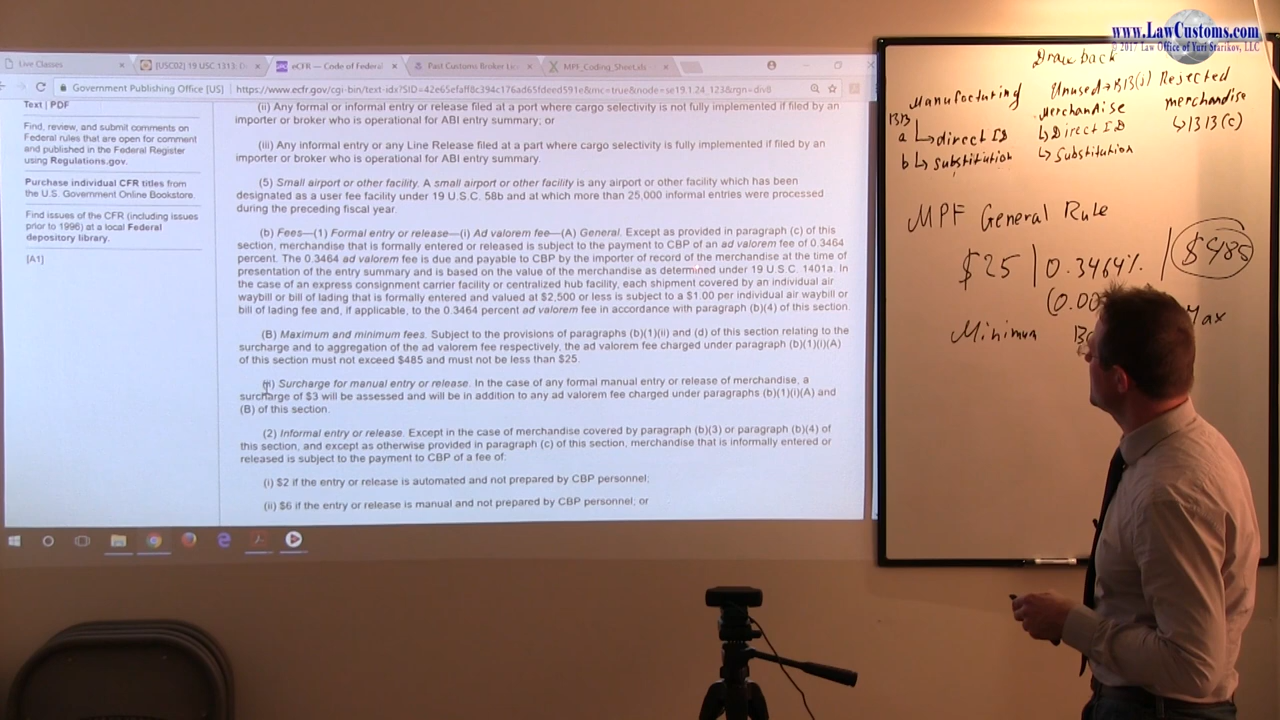 www.LawCustoms.com
© 2017 Law Office of Yuri Starikov, LLC
Live Classes
[USC02] 19 USC 1313: D
eCFR — Code of Federal
Past Customs Broker Lic
MPF_Coding_Sheet.xls
Government Publishing Office [US]
https://www.ecfr.gov/cgi-bin/text-idx?SID=42e65efaff8c394c176ad65fdeed591e&mc=true&node=se19.1.24_123&rgn=div8
Text | PDF
Find, review, and submit comments on
Federal rules that are open for comment
and published in the Federal Register
using Regulations.gov.
Purchase individual CFR titles from
the U.S. Government Online Bookstore.
Find issues of the CFR (including issues
prior to 1996) at a local Federal
depository library.
[A1]
(ii) Any formal or informal entry or release filed at a port where cargo selectivity is not fully implemented if filed by an
importer or broker who is operational for ABI entry summary; or
(iii) Any informal entry or any Line Release filed at a port where cargo selectivity is fully implemented if filed by an
importer or broker who is operational for ABI entry summary.
(5) Small airport or other facility. A small airport or other facility is any airport or other facility which has been
designated as a user fee facility under 19 U.S.C. 58b and at which more than 25,000 informal entries were processed
during the preceding fiscal year.
(b) Fees—(1) Formal entry or release—(i) Ad valorem fee—(A) General. Except as provided in paragraph (c) of this
section, merchandise that is formally entered or released is subject to the payment to CBP of an ad valorem fee of 0.3464
percent. The 0.3464 ad valorem fee is due and payable to CBP by the importer of record of the merchandise at the time of
presentation of the entry summary and is based on the value of the merchandise as determined under 19 U.S.C. 1401a. In
the case of an express consignment carrier facility or centralized hub facility, each shipment covered by an individual air
waybill or bill of lading that is formally entered and valued at $2,500 or less is subject to a $1.00 per individual air waybill or
bill of lading fee and, if applicable, to the 0.3464 percent ad valorem fee in accordance with paragraph (b)(4) of this section.
(B) Maximum and minimum fees. Subject to the provisions of paragraphs (b)(1)(ii) and (d) of this section relating to the
surcharge and to aggregation of the ad valorem fee respectively, the ad valorem fee charged under paragraph (b)(1)(i)(A)
of this section must not exceed $485 and must not be less than $25.
(ii) Surcharge for manual entry or release. In the case of any formal manual entry or release of merchandise, a
surcharge of $3 will be assessed and will be in addition to any ad valorem fee charged under paragraphs (b)(1)(i)(A) and
(B) of this section.
(2) Informal entry or release. Except in the case of merchandise covered by paragraph (b)(3) or paragraph (b)(4) of
this section, and except as otherwise provided in paragraph (c) of this section, merchandise that is informally entered or
released is subject to the payment to CBP of a fee of:
(i) $2 if the entry or release is automated and not prepared by CBP personnel;
(ii) $6 if the entry or release is manual and not prepared by CBP personnel; or
Draw back
Manufacturing
1313
a ↳ direct ID
b ↳ substitution
Unused → 1313(j)
Merchandise
↳ Direct ID
↳ Substitution
Rejected
merchandise
↳ 1313(c)
MPF General Rule
$25 | 0.3464% | $485
(0.00
Minimum